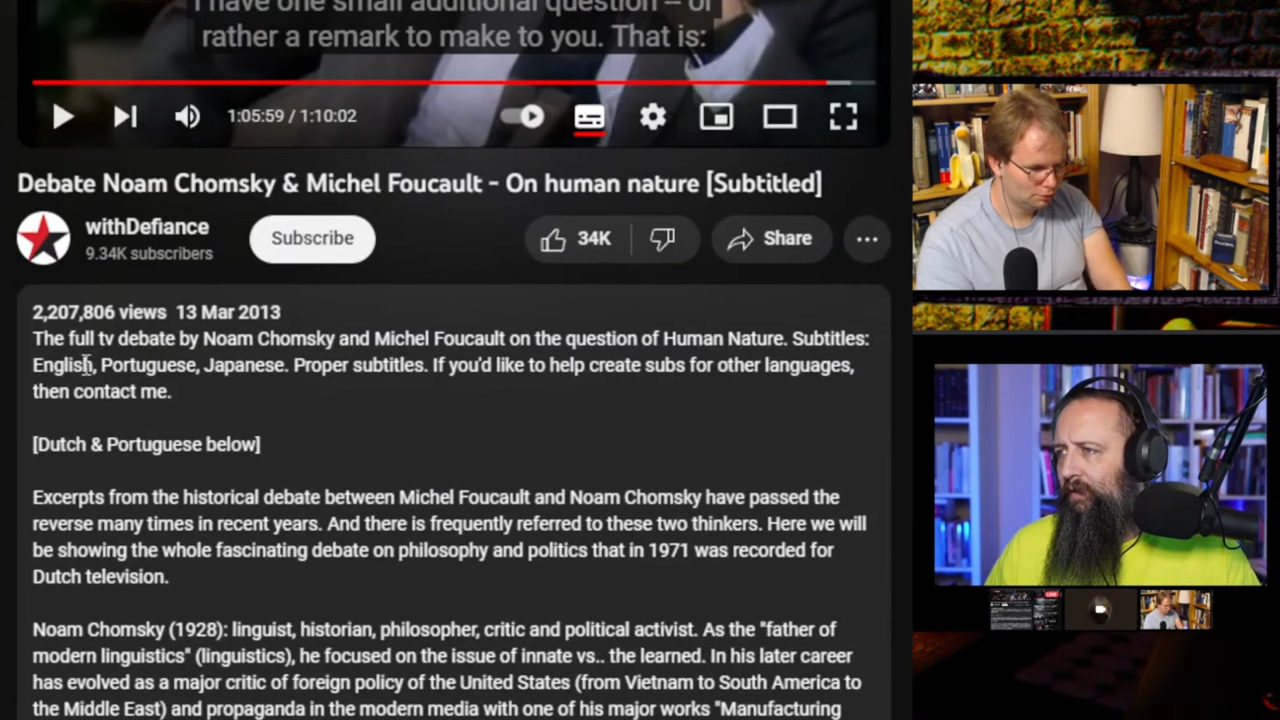 I have one small additional question – or
rather a remark to make to you. That is:
1:05:59 / 1:10:02
Debate Noam Chomsky & Michel Foucault - On human nature [Subtitled]
withDefiance
9.34K subscribers
Subscribe
34K
Share
2,207,806 views 13 Mar 2013
The full tv debate by Noam Chomsky and Michel Foucault on the question of Human Nature. Subtitles:
English, Portuguese, Japanese. Proper subtitles. If you'd like to help create subs for other languages,
then contact me.
[Dutch & Portuguese below]
Excerpts from the historical debate between Michel Foucault and Noam Chomsky have passed the
reverse many times in recent years. And there is frequently referred to these two thinkers. Here we will
be showing the whole fascinating debate on philosophy and politics that in 1971 was recorded for
Dutch television.
Noam Chomsky (1928): linguist, historian, philosopher, critic and political activist. As the "father of
modern linguistics" (linguistics), he focused on the issue of innate vs.. the learned. In his later career
has evolved as a major critic of foreign policy of the United States (from Vietnam to South America to
the Middle East) and propaganda in the modern media with one of his major works "Manufacturing